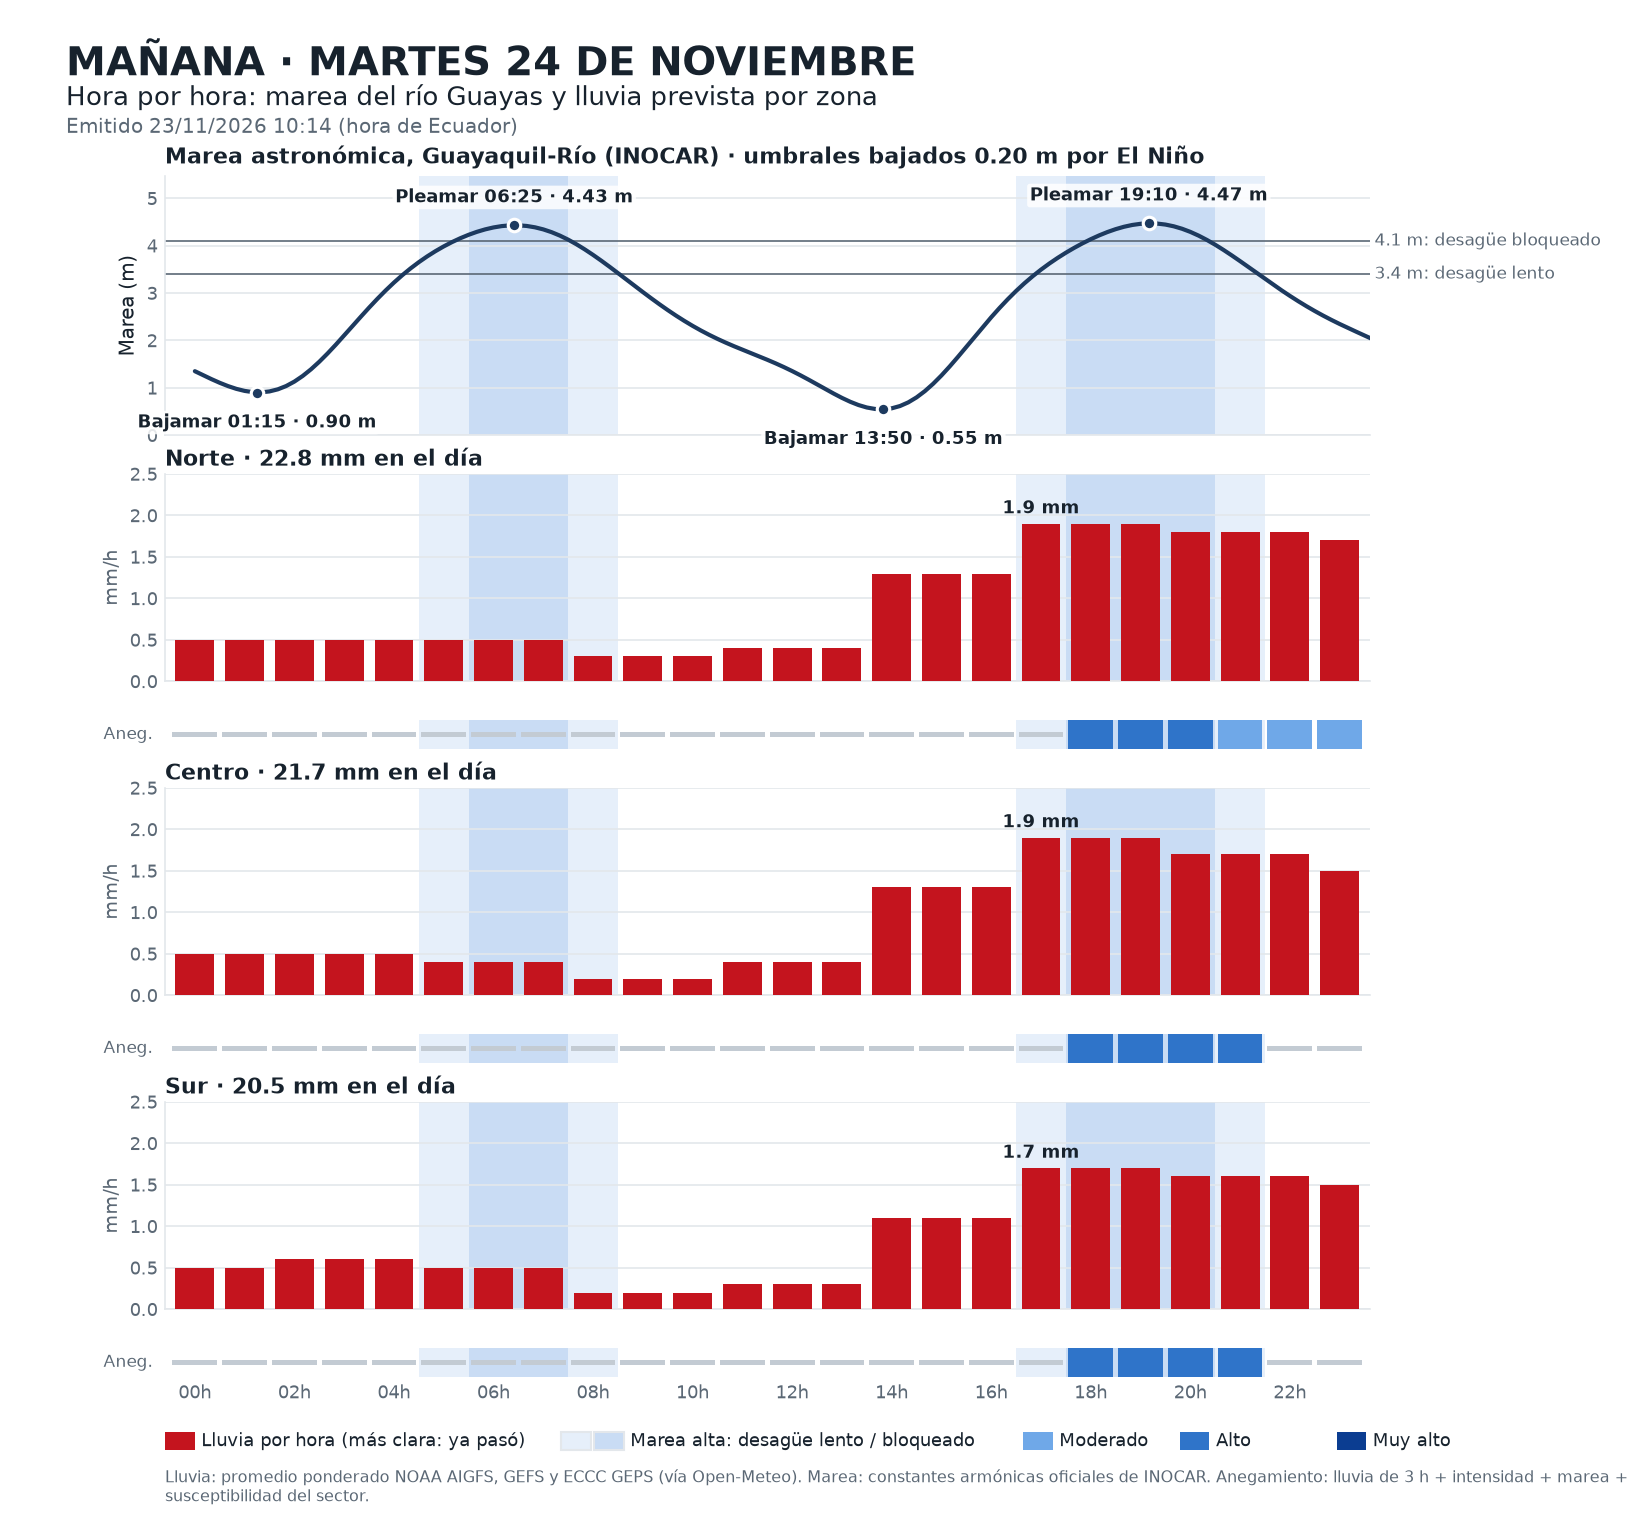 MAÑANA · MARTES 24 DE NOVIEMBRE
Hora por hora: marea del río Guayas y lluvia prevista por zona
Emitido 23/11/2026 10:14 (hora de Ecuador)
Marea astronómica, Guayaquil-Río (INOCAR) · umbrales bajados 0.20 m por El Niño
Marea (m)
5
4
3
2
1
0
Pleamar 06:25 · 4.43 m
Pleamar 19:10 · 4.47 m
4.1 m: desagüe bloqueado
3.4 m: desagüe lento
Bajamar 01:15 · 0.90 m
Bajamar 13:50 · 0.55 m
Norte · 22.8 mm en el día
mm/h
2.5
2.0
1.5
1.0
0.5
0.0
1.9 mm
Aneg.
Centro · 21.7 mm en el día
mm/h
2.5
2.0
1.5
1.0
0.5
0.0
1.9 mm
Aneg.
Sur · 20.5 mm en el día
mm/h
2.5
2.0
1.5
1.0
0.5
0.0
1.7 mm
Aneg.
00h 02h 04h 06h 08h 10h 12h 14h 16h 18h 20h 22h
Lluvia por hora (más clara: ya pasó) Marea alta: desagüe lento / bloqueado Moderado Alto Muy alto
Lluvia: promedio ponderado NOAA AIGFS, GEFS y ECCC GEPS (vía Open-Meteo). Marea: constantes armónicas oficiales de INOCAR. Anegamiento: lluvia de 3 h + intensidad + marea +
susceptibilidad del sector.